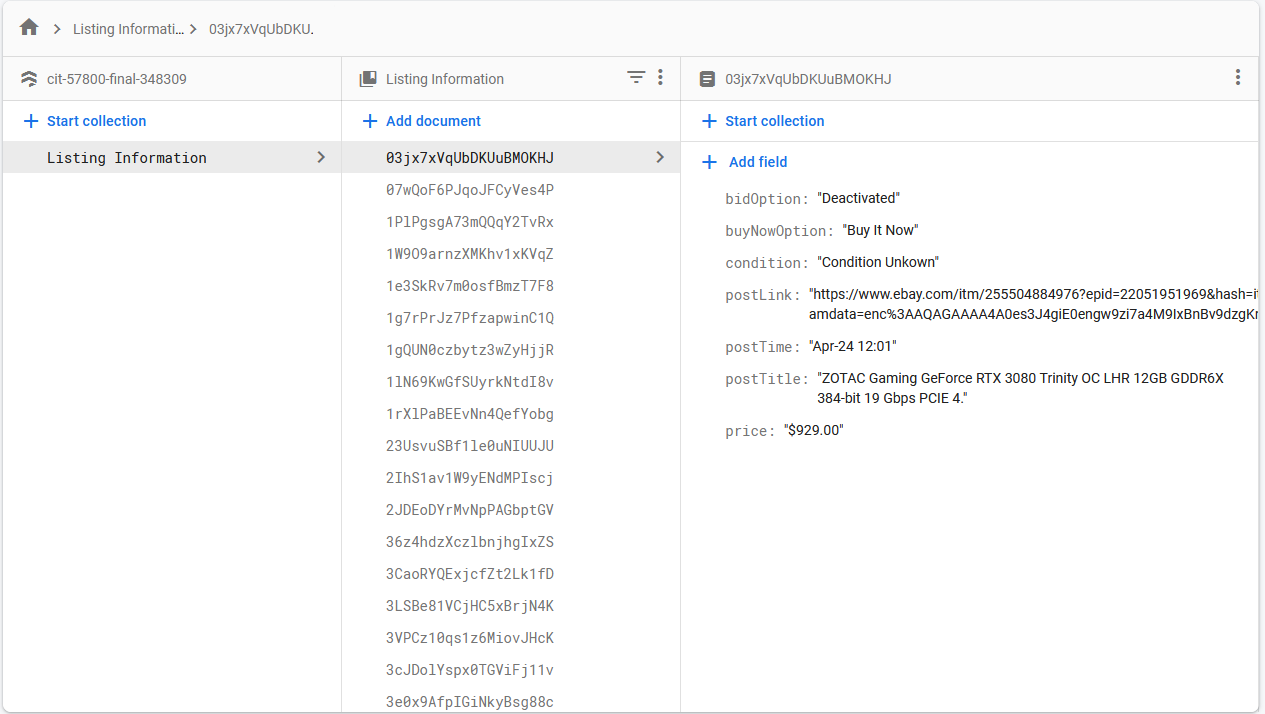 Listing Informati... 03jx7xVqUbDKU.
cit-57800-final-348309
Start collection
Listing Information
Listing Information
Add document
03jx7xVqUbDKUuBMOKHJ
07wQoF6PJqoJFCyVes4P
1PlPgsgA73mQQqY2TvRx
1W9O9arnzXMKhv1xKVqZ
1e3SkRv7m0osfBmzT7F8
1g7rPrJz7PfzapwinC1Q
1gQUN0czbytz3wZyHjjR
1lN69KwGfSUyrkNtdI8v
1rXlPaBEEvNn4QefYobg
23UsvuSBf1le0uNIUUJU
2IhS1av1W9yENdMPIscj
2JDEoDYrMvNpPAGbptGV
36z4hdzXczlbnjhgIxZS
3CaoRYQExjcfZt2Lk1fD
3LSBe81VCjHC5xBrjN4K
3VPCz10qs1z6MiovJHcK
3cJDolYspx0TGViFj11v
3e0x9AfpIGiNkyBsg88c
03jx7xVqUbDKUuBMOKHJ
Start collection
Add field
bidOption: "Deactivated"
buyNowOption: "Buy It Now"
condition: "Condition Unkown"
postLink: "https://www.ebay.com/itm/255504884976?epid=22051951969&hash=it
amdata=enc%3AAQAGAAAA4A0es3J4giE0engw9zi7a4M9IxBnBv9dzgKr
postTime: "Apr-24 12:01"
postTitle: "ZOTAC Gaming GeForce RTX 3080 Trinity OC LHR 12GB GDDR6X
384-bit 19 Gbps PCIE 4."
price: "$929.00"